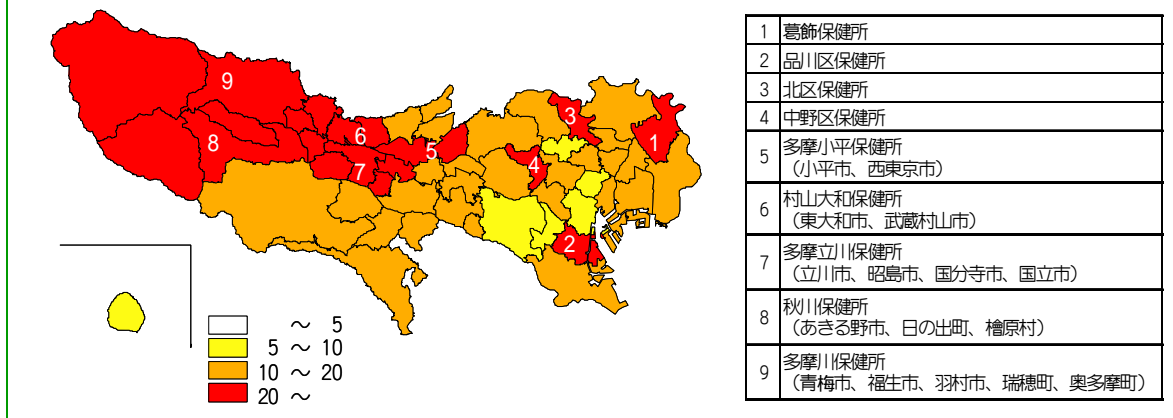 9
8
6
7
5
3
4
1
2
～ 5
5 ～ 10
10 ～ 20
20 ～
1 葛飾保健所
2 品川区保健所
3 北区保健所
4 中野区保健所
5 多摩小平保健所
（小平市、西東京市）
6 村山大和保健所
（東大和市、武蔵村山市）
7 多摩立川保健所
（立川市、昭島市、国分寺市、国立市）
8 秋川保健所
（あきる野市、日の出町、檜原村）
9 多摩川保健所
（青梅市、福生市、羽村市、瑞穂町、奥多摩町）